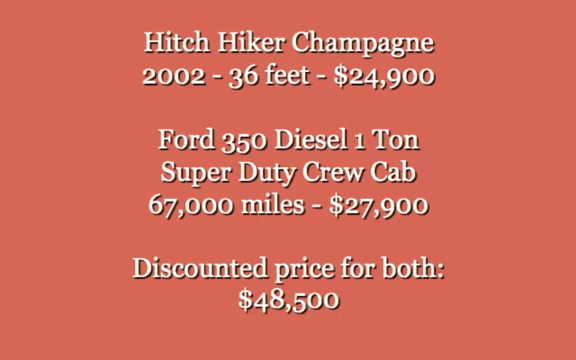 Hitch Hiker Champagne
2002 - 36 feet - $24,900
Ford 350 Diesel 1 Ton
Super Duty Crew Cab
67,000 miles - $27,900
Discounted price for both:
$48,500